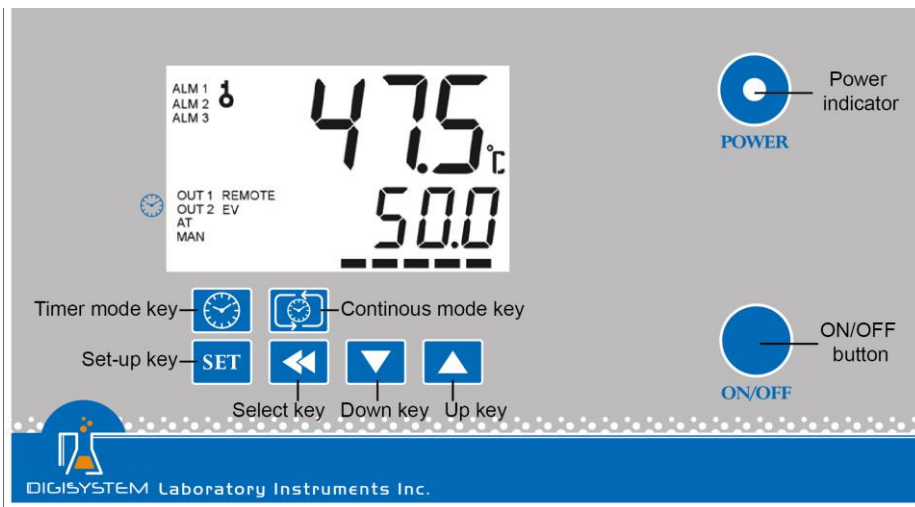 ALM 1
ALM 2
ALM 3
47.5
°C
OUT 1 REMOTE
OUT 2 EV
AT
MAN
50.0
Power
indicator
POWER
Timer mode key
Continous mode key
Set-up key
SET
Select key
Down key
Up key
ON/OFF
button
ON/OFF
DIGISYSTEM Laboratory Instruments Inc.